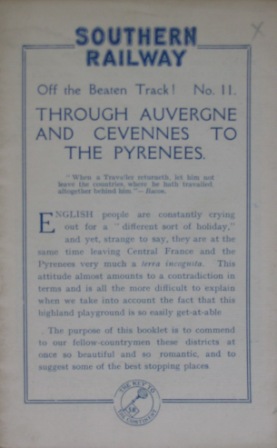 SOUTHERN
RAILWAY
Off the Beaten Track! No. 11.
THROUGH AUVERGNE
AND CEVENNES TO
THE PYRENEES.
"When a Traveller returneth, let him not
leave the countries where he hath travelled
altogether behind him."—Bacon.
ENGLISH people are constantly crying
out for a "different sort of holiday,"
and yet, strange to say, they are at the
same time leaving Central France and the
Pyrenees very much a terra incognita. This
attitude almost amounts to a contradiction in
terms and is all the more difficult to explain
when we take into account the fact that this
highland playground is so easily get-at-able
The purpose of this booklet is to commend
to our fellow-countrymen these districts at
once so beautiful and so romantic, and to
suggest some of the best stopping places
THE KEY TO
THE CONTINENT